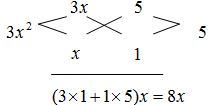 3x 5
3x² 5
x 1
(3×1+1×5)x=8x